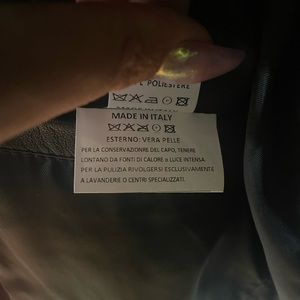 POLIESTERE
MADE IN ITALY
ESTERNO: VERA PELLE
PER LA CONSERVAZIONRE DEL CAPO, TENERE
LONTANO DA FONTI DI CALORE o LUCE INTENSA.
PER LA PULIZIA RIVOLGERSI ESCLUSIVAMENTE
A LAVANDERIE O CENTRI SPECIALIZZATI.